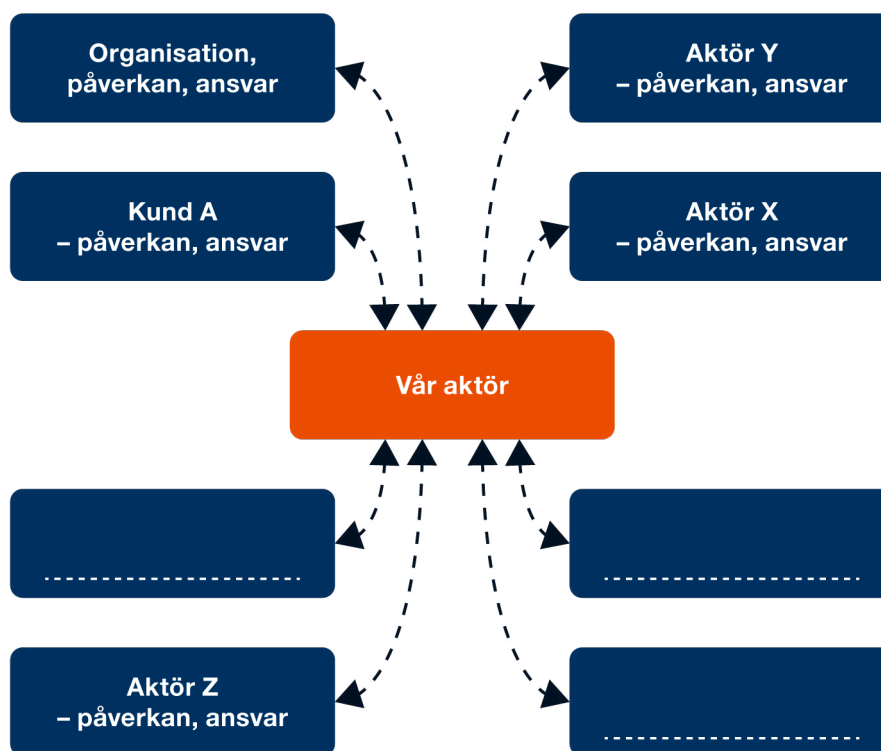 Organisation,
påverkan, ansvar
Aktör Y
– påverkan, ansvar
Kund A
– påverkan, ansvar
Aktör X
– påverkan, ansvar
Vår aktör
Aktör Z
– påverkan, ansvar